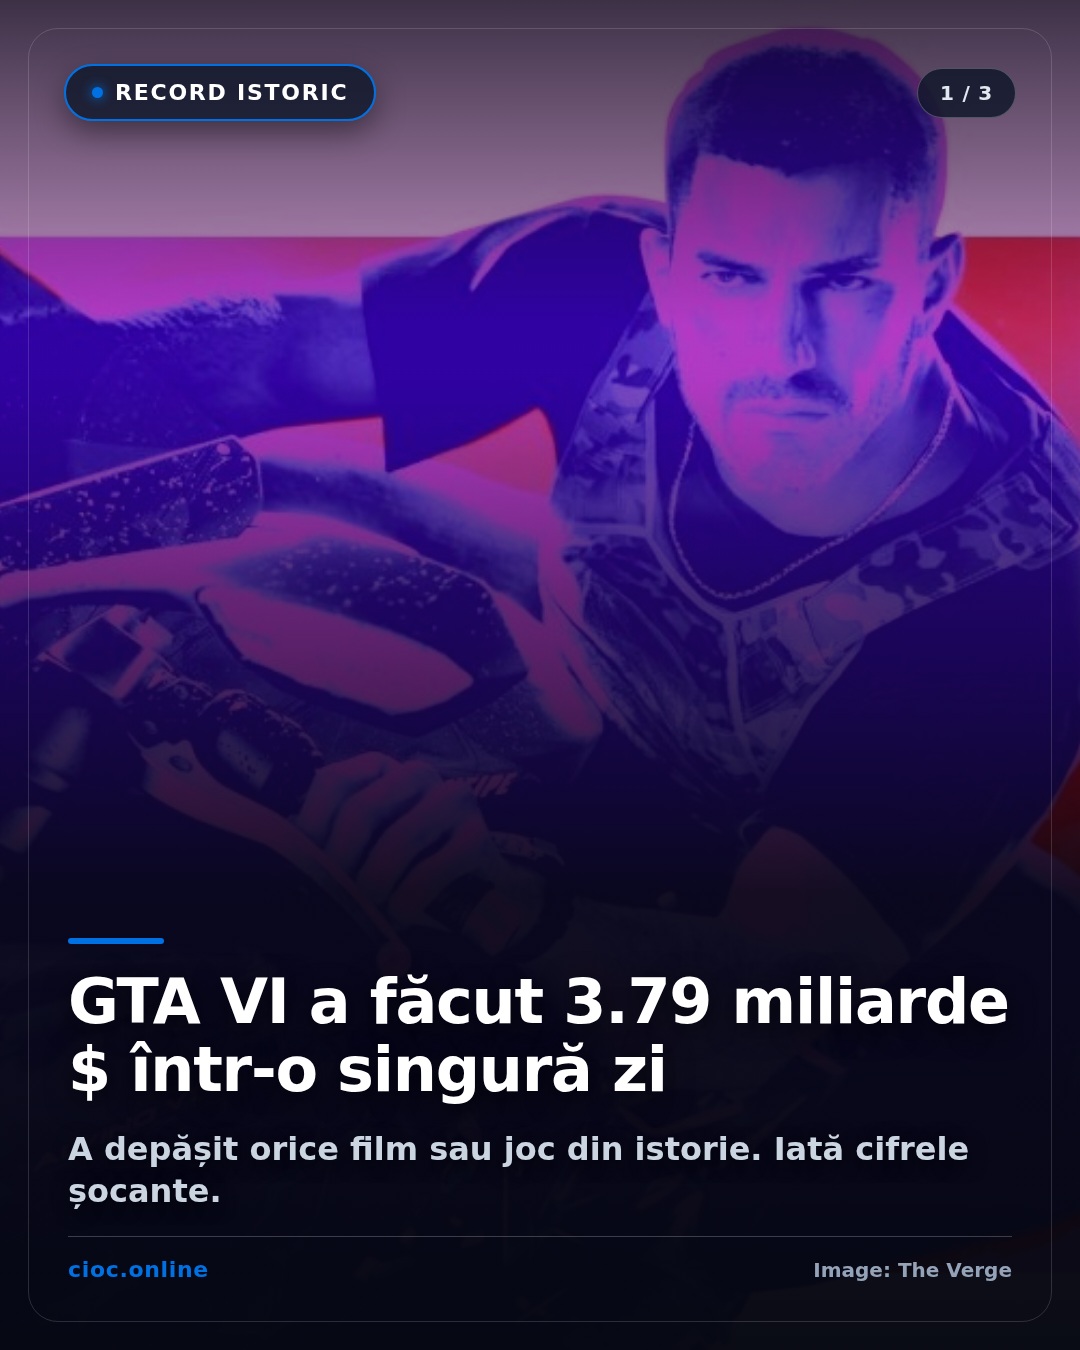 RECORD ISTORIC
1 / 3
GTA VI a făcut 3.79 miliarde
$ într-o singură zi
A depășit orice film sau joc din istorie. Iată cifrele
șocante.
cioc.online
Image: The Verge